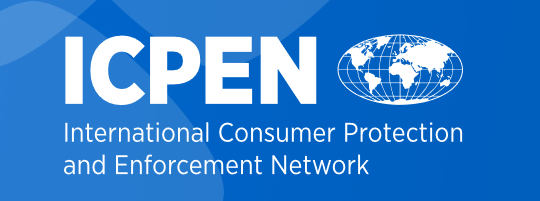 ICPEN
International Consumer Protection
and Enforcement Network